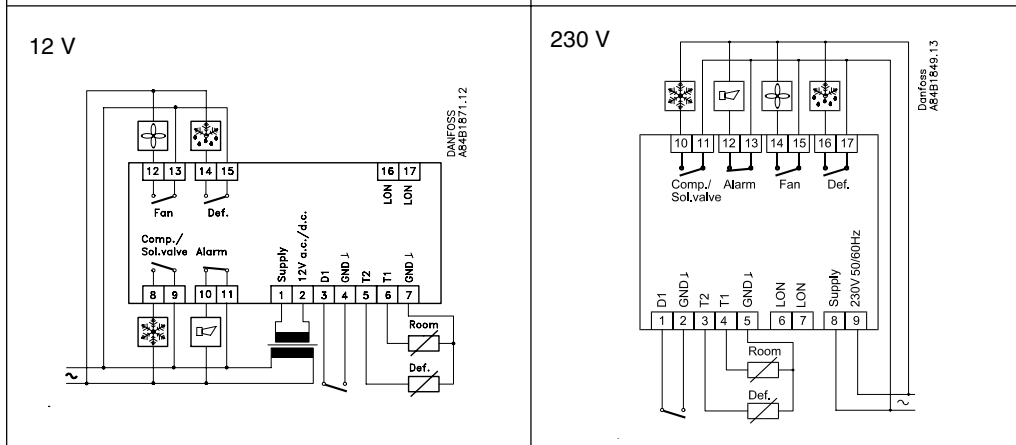 12 V
DANFOSS
A84B1871.12
12 13 14 15 16 17
Fan Def. LON LON
Comp./
Sol.valve Alarm
Supply
12V a.c./d.c.
D1
GND ⊥
T2
T1
GND ⊥
8 9 10 11 1 2 3 4 5 6 7
Room
Def.
~
230 V
Danfoss
A84B1849.13
10 11 12 13 14 15 16 17
Comp./ Alarm Fan Def.
Sol.valve
D1
GND ⊥
T2
T1
GND ⊥
LON
LON
Supply
230V 50/60Hz
1 2 3 4 5 6 7 8 9
Room
Def.
~